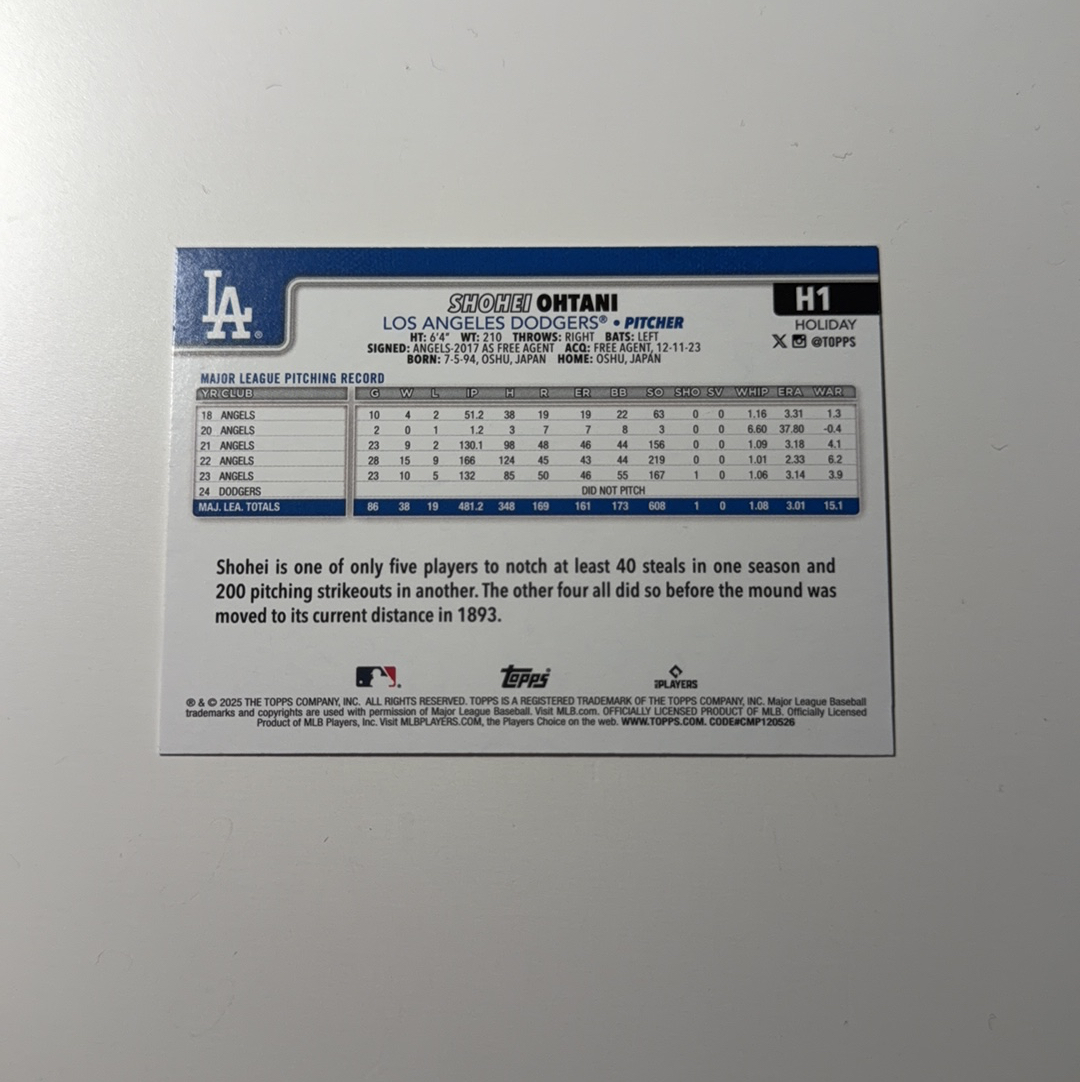 LA®
SHOHEI OHTANI
H1
LOS ANGELES DODGERS® • PITCHER
HOLIDAY
HT: 6'4" WT: 210 THROWS: RIGHT BATS: LEFT
@TOPPS
SIGNED: ANGELS-2017 AS FREE AGENT ACQ: FREE AGENT, 12-11-23
BORN: 7-5-94, OSHU, JAPAN HOME: OSHU, JAPAN
MAJOR LEAGUE PITCHING RECORD
YR CLUB G W L IP H R ER BB SO SHO SV WHIP ERA WAR
18 ANGELS 10 4 2 51.2 38 19 19 22 63 0 0 1.16 3.31 1.3
20 ANGELS 2 0 1 1.2 3 7 7 8 3 0 0 6.60 37.80 -0.4
21 ANGELS 23 9 2 130.1 98 48 46 44 156 0 0 1.09 3.18 4.1
22 ANGELS 28 15 9 166 124 45 43 44 219 0 0 1.01 2.33 6.2
23 ANGELS 23 10 5 132 85 50 46 55 167 1 0 1.06 3.14 3.9
24 DODGERS DID NOT PITCH
MAJ. LEA. TOTALS 86 38 19 481.2 348 169 161 173 608 1 0 1.08 3.01 15.1
Shohei is one of only five players to notch at least 40 steals in one season and
200 pitching strikeouts in another. The other four all did so before the mound was
moved to its current distance in 1893.
Topps®
PLAYERS
® & © 2025 THE TOPPS COMPANY, INC. ALL RIGHTS RESERVED. TOPPS IS A REGISTERED TRADEMARK OF THE TOPPS COMPANY, INC. Major League Baseball
trademarks and copyrights are used with permission of Major League Baseball. Visit MLB.com. OFFICIALLY LICENSED PRODUCT OF MLB. Officially Licensed
Product of MLB Players, Inc. Visit MLBPLAYERS.COM, the Players Choice on the web. WWW.TOPPS.COM. CODE#CMP120526